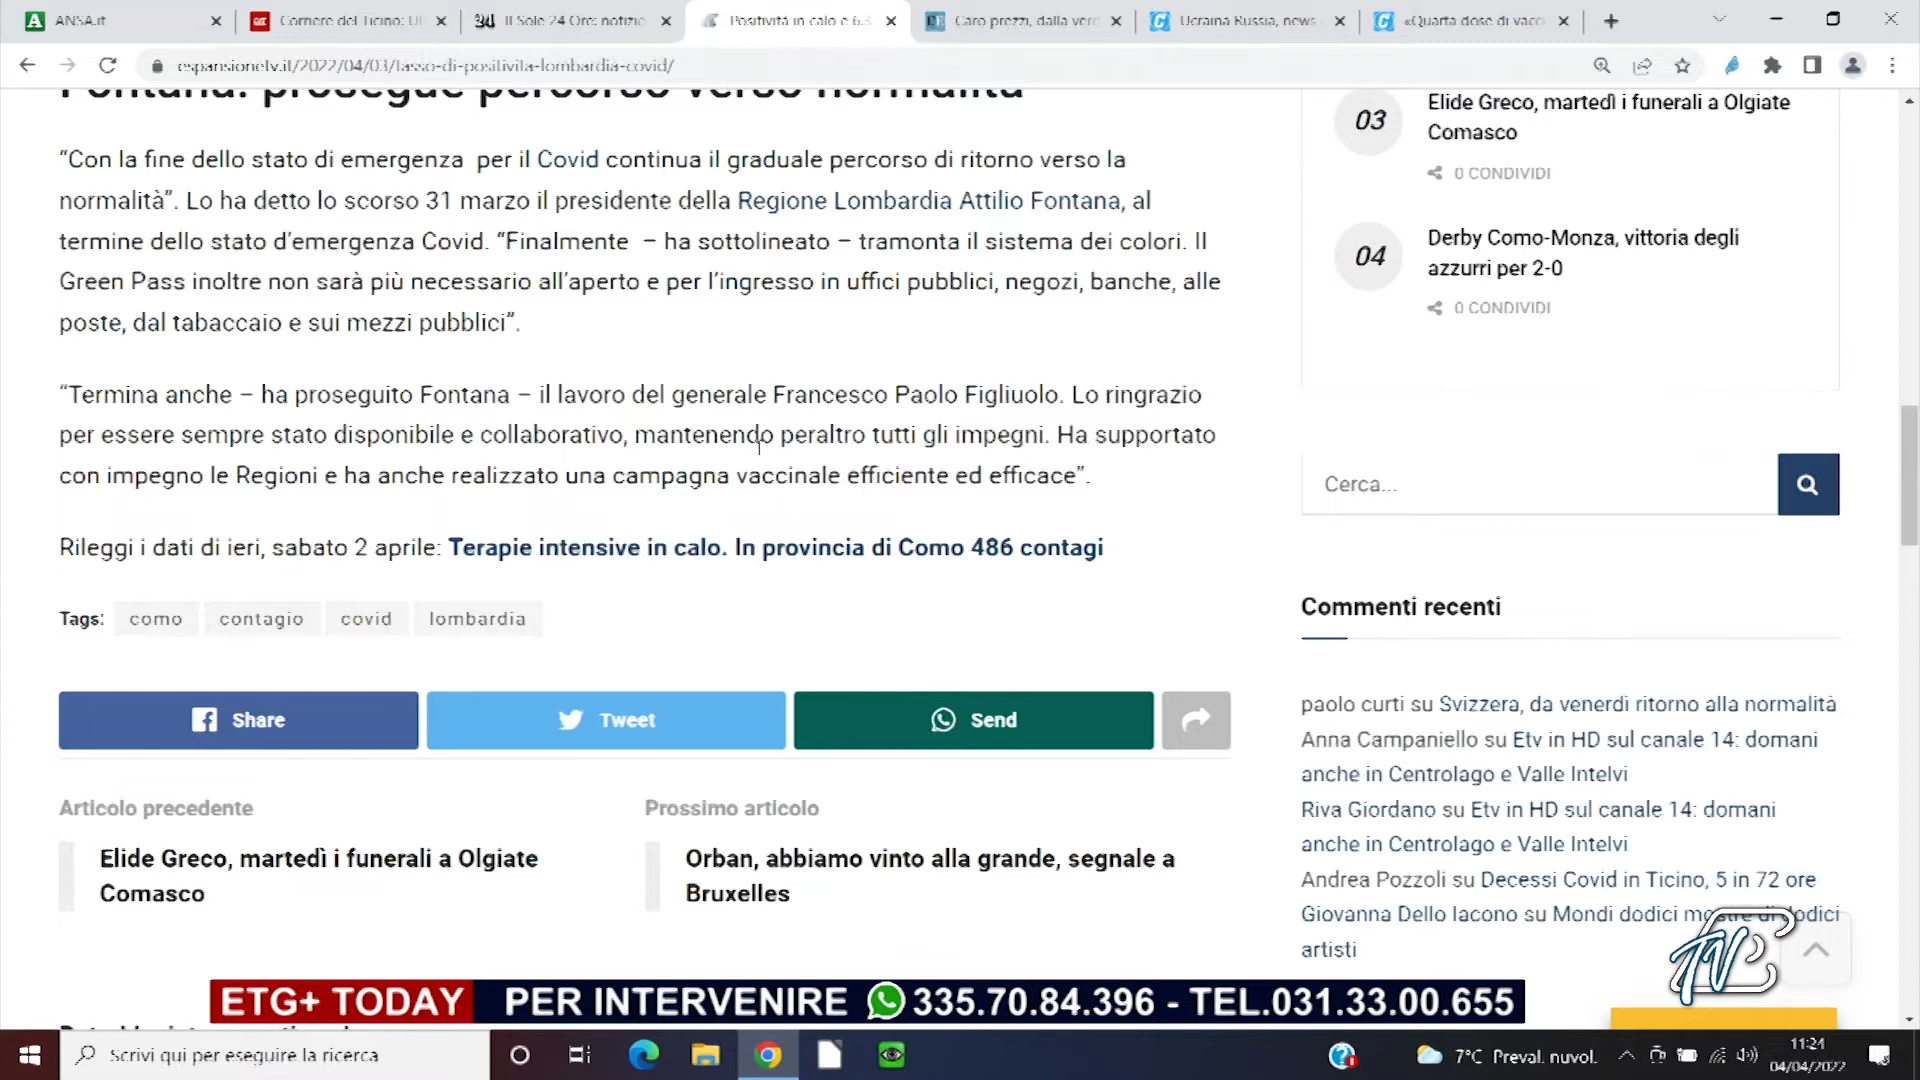 ANSA.it
Corriere del Ticino: Ul
Il Sole 24 Ore: notizie
Positività in calo e 6.3
Caro prezzi, dalla verc
Ucraina Russia, news
«Quarta dose di vacc
espansionetv.it/2022/04/03/tasso-di-positivita-lombardia-covid/
Fontana: prosegue percorso verso normalità
“Con la fine dello stato di emergenza per il Covid continua il graduale percorso di ritorno verso la
normalità”. Lo ha detto lo scorso 31 marzo il presidente della Regione Lombardia Attilio Fontana, al
termine dello stato d’emergenza Covid. “Finalmente – ha sottolineato – tramonta il sistema dei colori. Il
Green Pass inoltre non sarà più necessario all’aperto e per l’ingresso in uffici pubblici, negozi, banche, alle
poste, dal tabaccaio e sui mezzi pubblici”.
“Termina anche – ha proseguito Fontana – il lavoro del generale Francesco Paolo Figliuolo. Lo ringrazio
per essere sempre stato disponibile e collaborativo, mantenendo peraltro tutti gli impegni. Ha supportato
con impegno le Regioni e ha anche realizzato una campagna vaccinale efficiente ed efficace”.
Rileggi i dati di ieri, sabato 2 aprile: Terapie intensive in calo. In provincia di Como 486 contagi
Tags: como contagio covid lombardia
Share
Tweet
Send
Articolo precedente
Elide Greco, martedì i funerali a Olgiate
Comasco
Prossimo articolo
Orban, abbiamo vinto alla grande, segnale a
Bruxelles
03
Elide Greco, martedì i funerali a Olgiate
Comasco
0 CONDIVIDI
04
Derby Como-Monza, vittoria degli
azzurri per 2-0
0 CONDIVIDI
Cerca...
Commenti recenti
paolo curti su Svizzera, da venerdì ritorno alla normalità
Anna Campaniello su Etv in HD sul canale 14: domani
anche in Centrolago e Valle Intelvi
Riva Giordano su Etv in HD sul canale 14: domani
anche in Centrolago e Valle Intelvi
Andrea Pozzoli su Decessi Covid in Ticino, 5 in 72 ore
Giovanna Dello Iacono su Mondi dodici mostre di dodici
artisti
ETG+ TODAY PER INTERVENIRE 335.70.84.396 - TEL.031.33.00.655
Scrivi qui per eseguire la ricerca
7°C Preval. nuvol.
11:24
04/04/2022